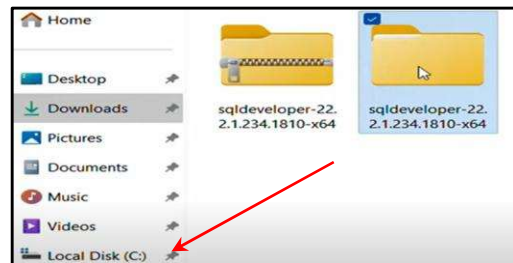 Home
Desktop
Downloads
Pictures
Documents
Music
Videos
Local Disk (C:)
sqldeveloper-22.
2.1.234.1810-x64
sqldeveloper-22.
2.1.234.1810-x64